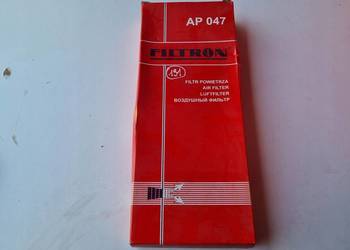 AP 047
FILTRON
FILTR POWIETRZA
AIR FILTER
LUFTFILTER
ВОЗДУШНЫЙ ФИЛЬТР